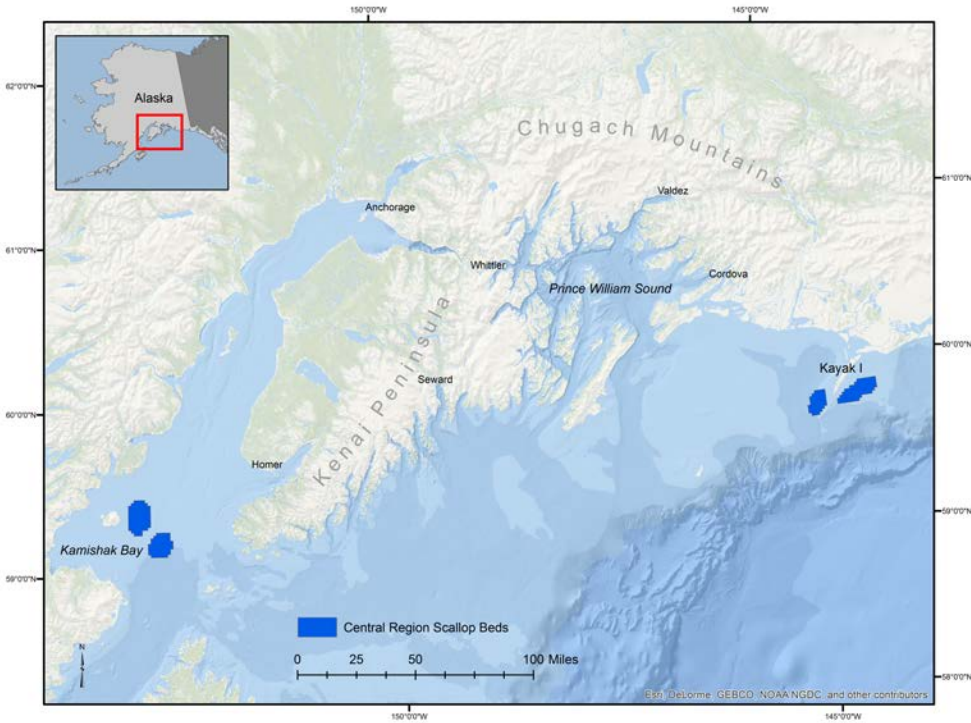 150°0'0"W
145°0'0"W
62°0'0"N
Alaska
Chugach Mountains
61°0'0"N
Valdez
Anchorage
61°0'0"N
Whittier
Cordova
Prince William Sound
60°0'0"N
Kayak I
Kenai Peninsula
Seward
60°0'0"N
Homer
59°0'0"N
Kamishak Bay
59°0'0"N
Central Region Scallop Beds
N
0 25 50 100 Miles
58°0'0"N
Esri, DeLorme, GEBCO, NOAA NGDC, and other contributors
150°0'0"W
145°0'0"W